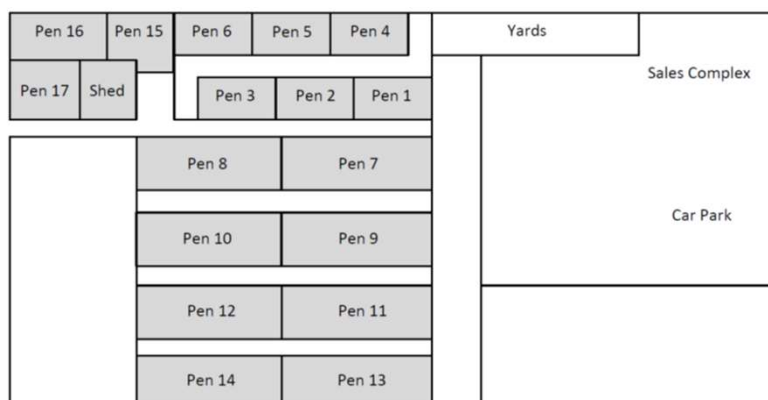 Pen 16
Pen 15
Pen 6
Pen 5
Pen 4
Yards
Sales Complex
Pen 17
Shed
Pen 3
Pen 2
Pen 1
Pen 8
Pen 7
Car Park
Pen 10
Pen 9
Pen 12
Pen 11
Pen 14
Pen 13